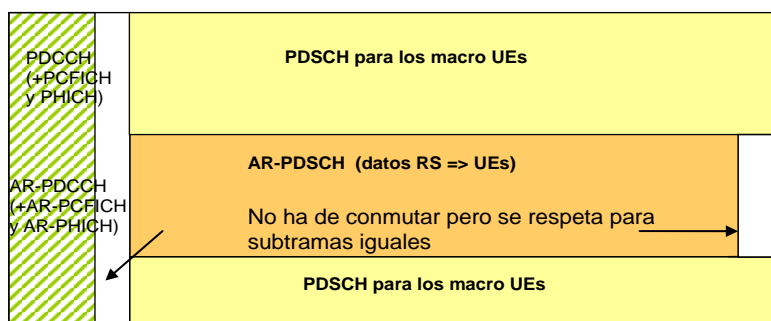 PDCCH
(+PCFICH
y PHICH)
PDSCH para los macro UEs
AR-PDCCH
(+AR-PCFICH
y AR-PHICH)
AR-PDSCH (datos RS => UEs)
No ha de conmutar pero se respeta para
subtramas iguales
PDSCH para los macro UEs